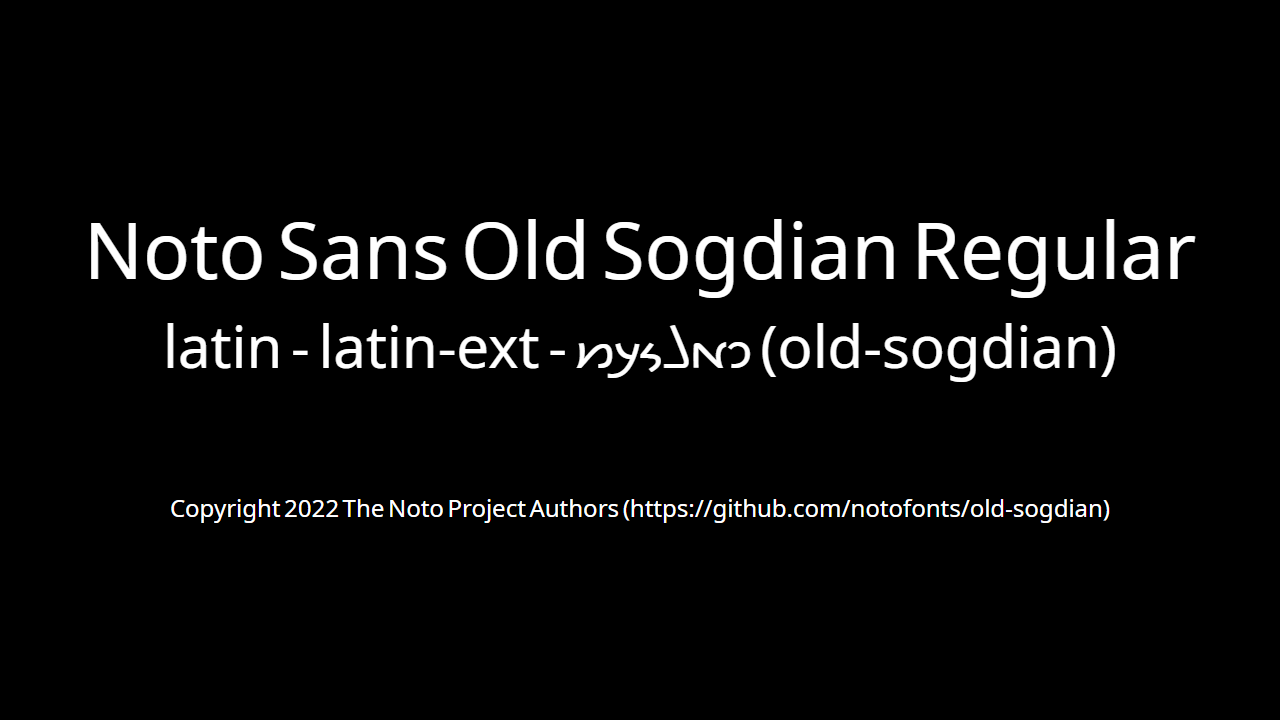 Noto Sans Old Sogdian Regular
latin - latin-ext - (old-sogdian)
Copyright 2022 The Noto Project Authors (https://github.com/notofonts/old-sogdian)